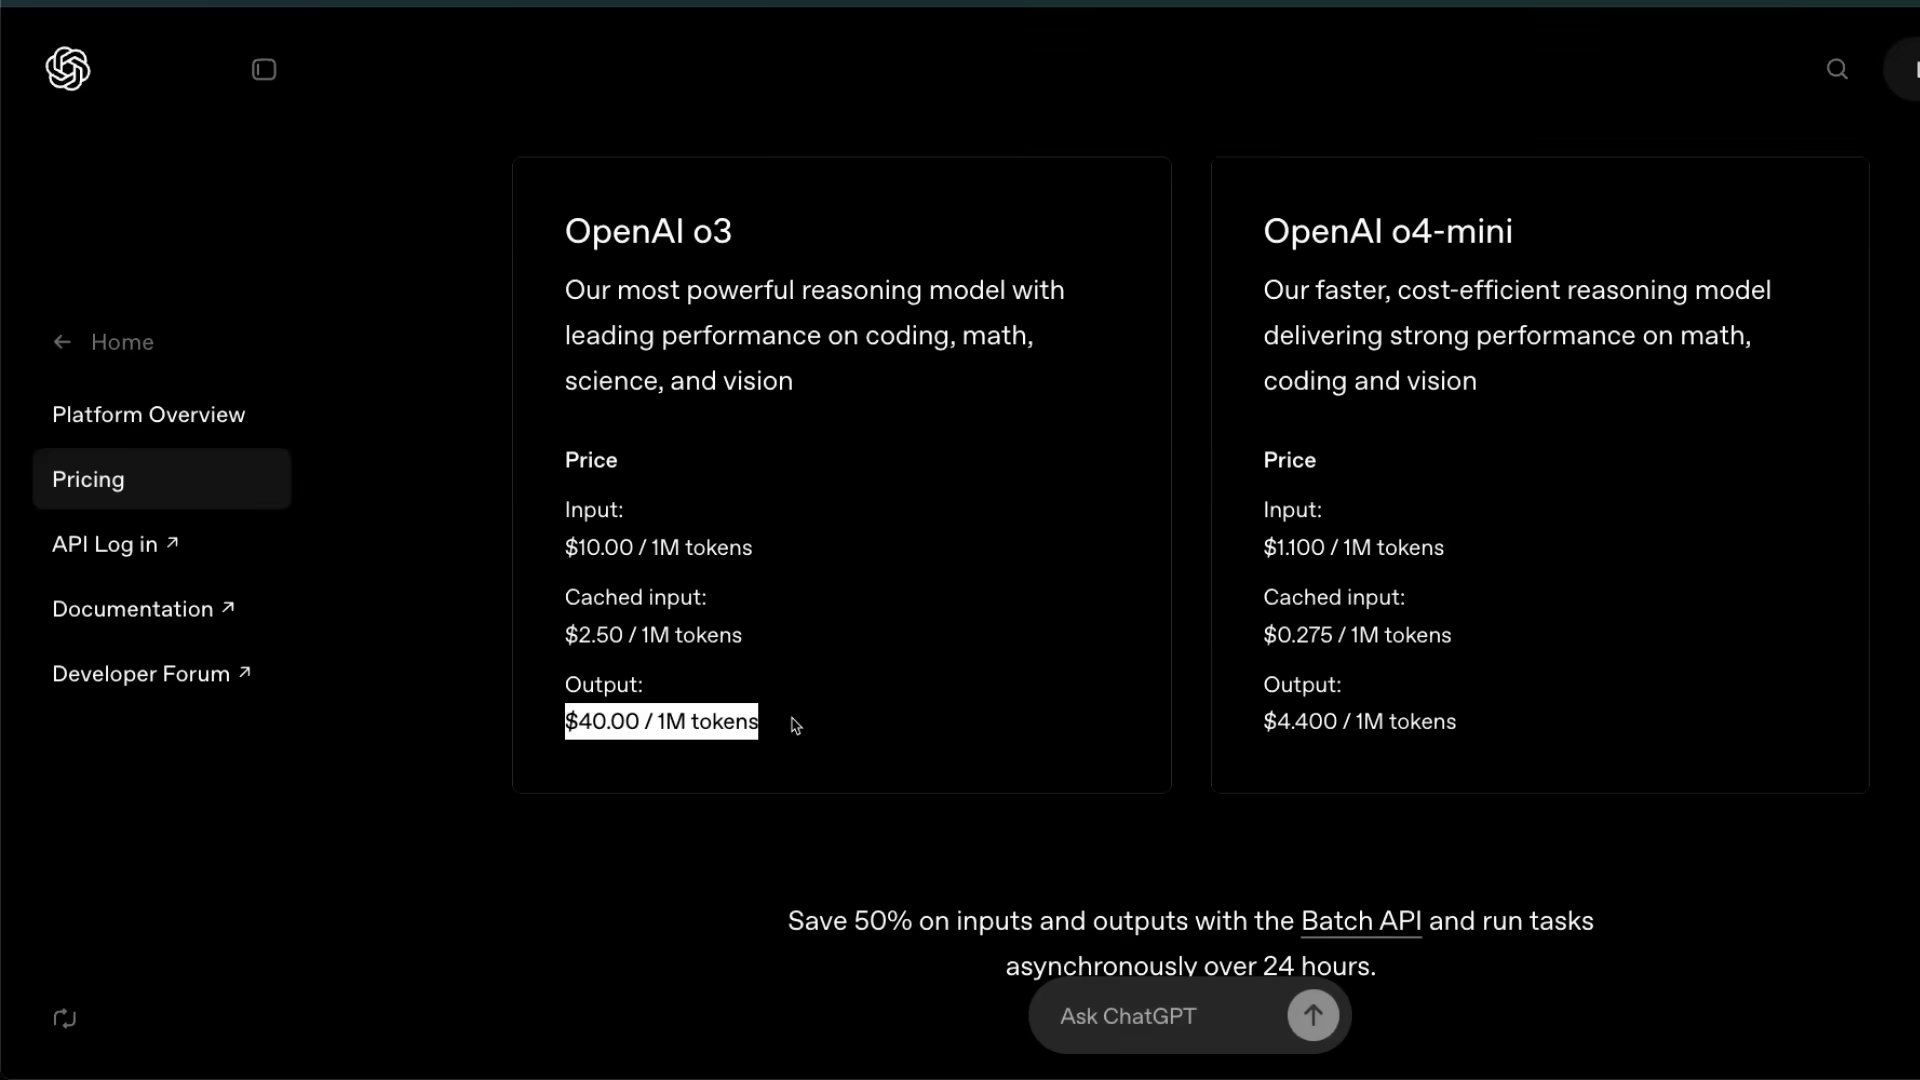 ← Home
Platform Overview
Pricing
API Log in ↗
Documentation ↗
Developer Forum ↗
OpenAI o3
Our most powerful reasoning model with
leading performance on coding, math,
science, and vision
Price
Input:
$10.00 / 1M tokens
Cached input:
$2.50 / 1M tokens
Output:
$40.00 / 1M tokens
OpenAI o4-mini
Our faster, cost-efficient reasoning model
delivering strong performance on math,
coding and vision
Price
Input:
$1.100 / 1M tokens
Cached input:
$0.275 / 1M tokens
Output:
$4.400 / 1M tokens
Save 50% on inputs and outputs with the Batch API and run tasks
asynchronously over 24 hours.
Ask ChatGPT